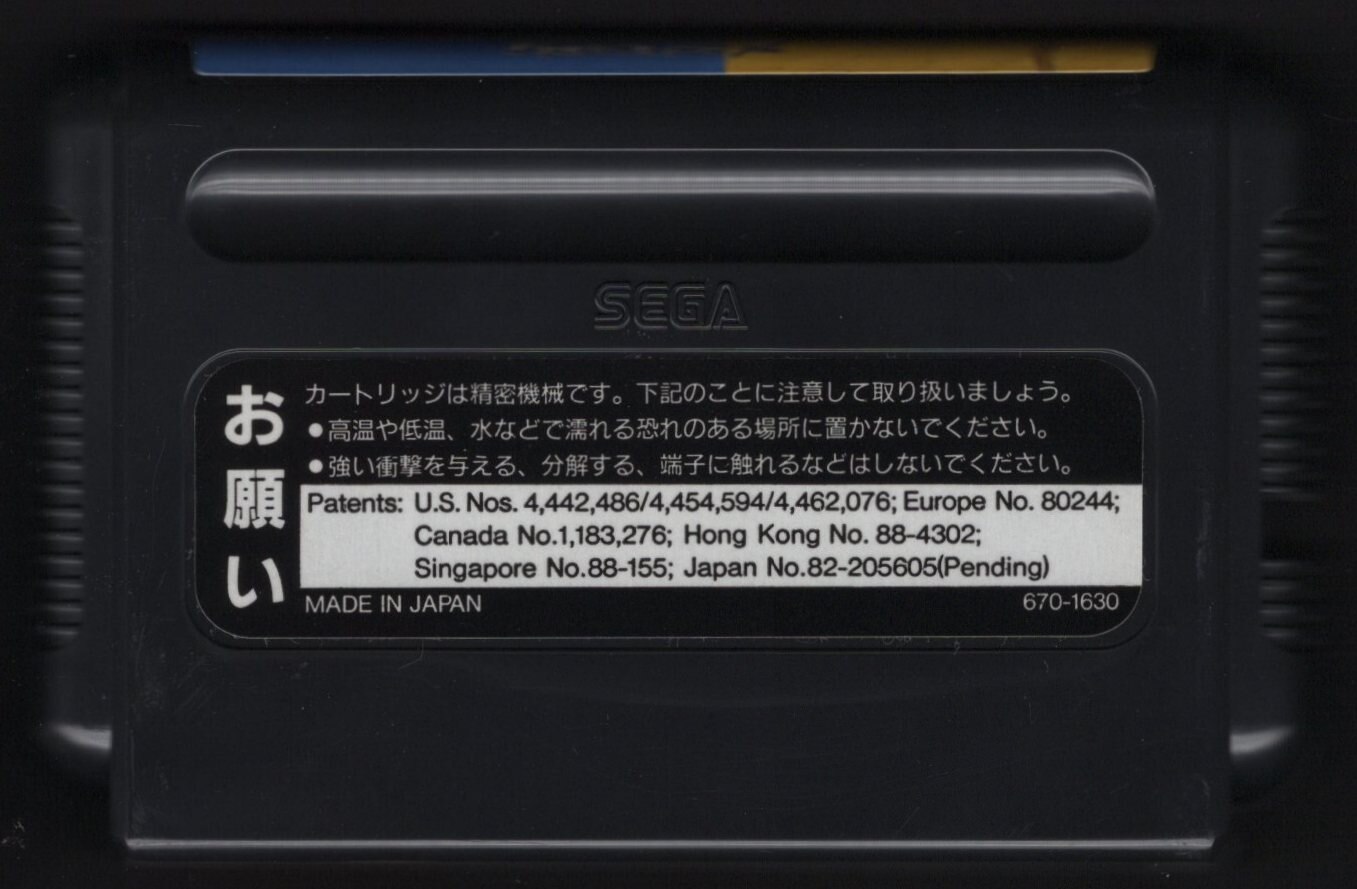 SEGA
お願い
カートリッジは精密機械です。下記のことに注意して取り扱いましょう。
●高温や低温、水などで濡れる恐れのある場所に置かないでください。
●強い衝撃を与える、分解する、端子に触れるなどはしないでください。
Patents: U.S. Nos. 4,442,486/4,454,594/4,462,076; Europe No. 80244;
Canada No.1,183,276; Hong Kong No. 88-4302;
Singapore No.88-155; Japan No.82-205605(Pending)
MADE IN JAPAN 670-1630